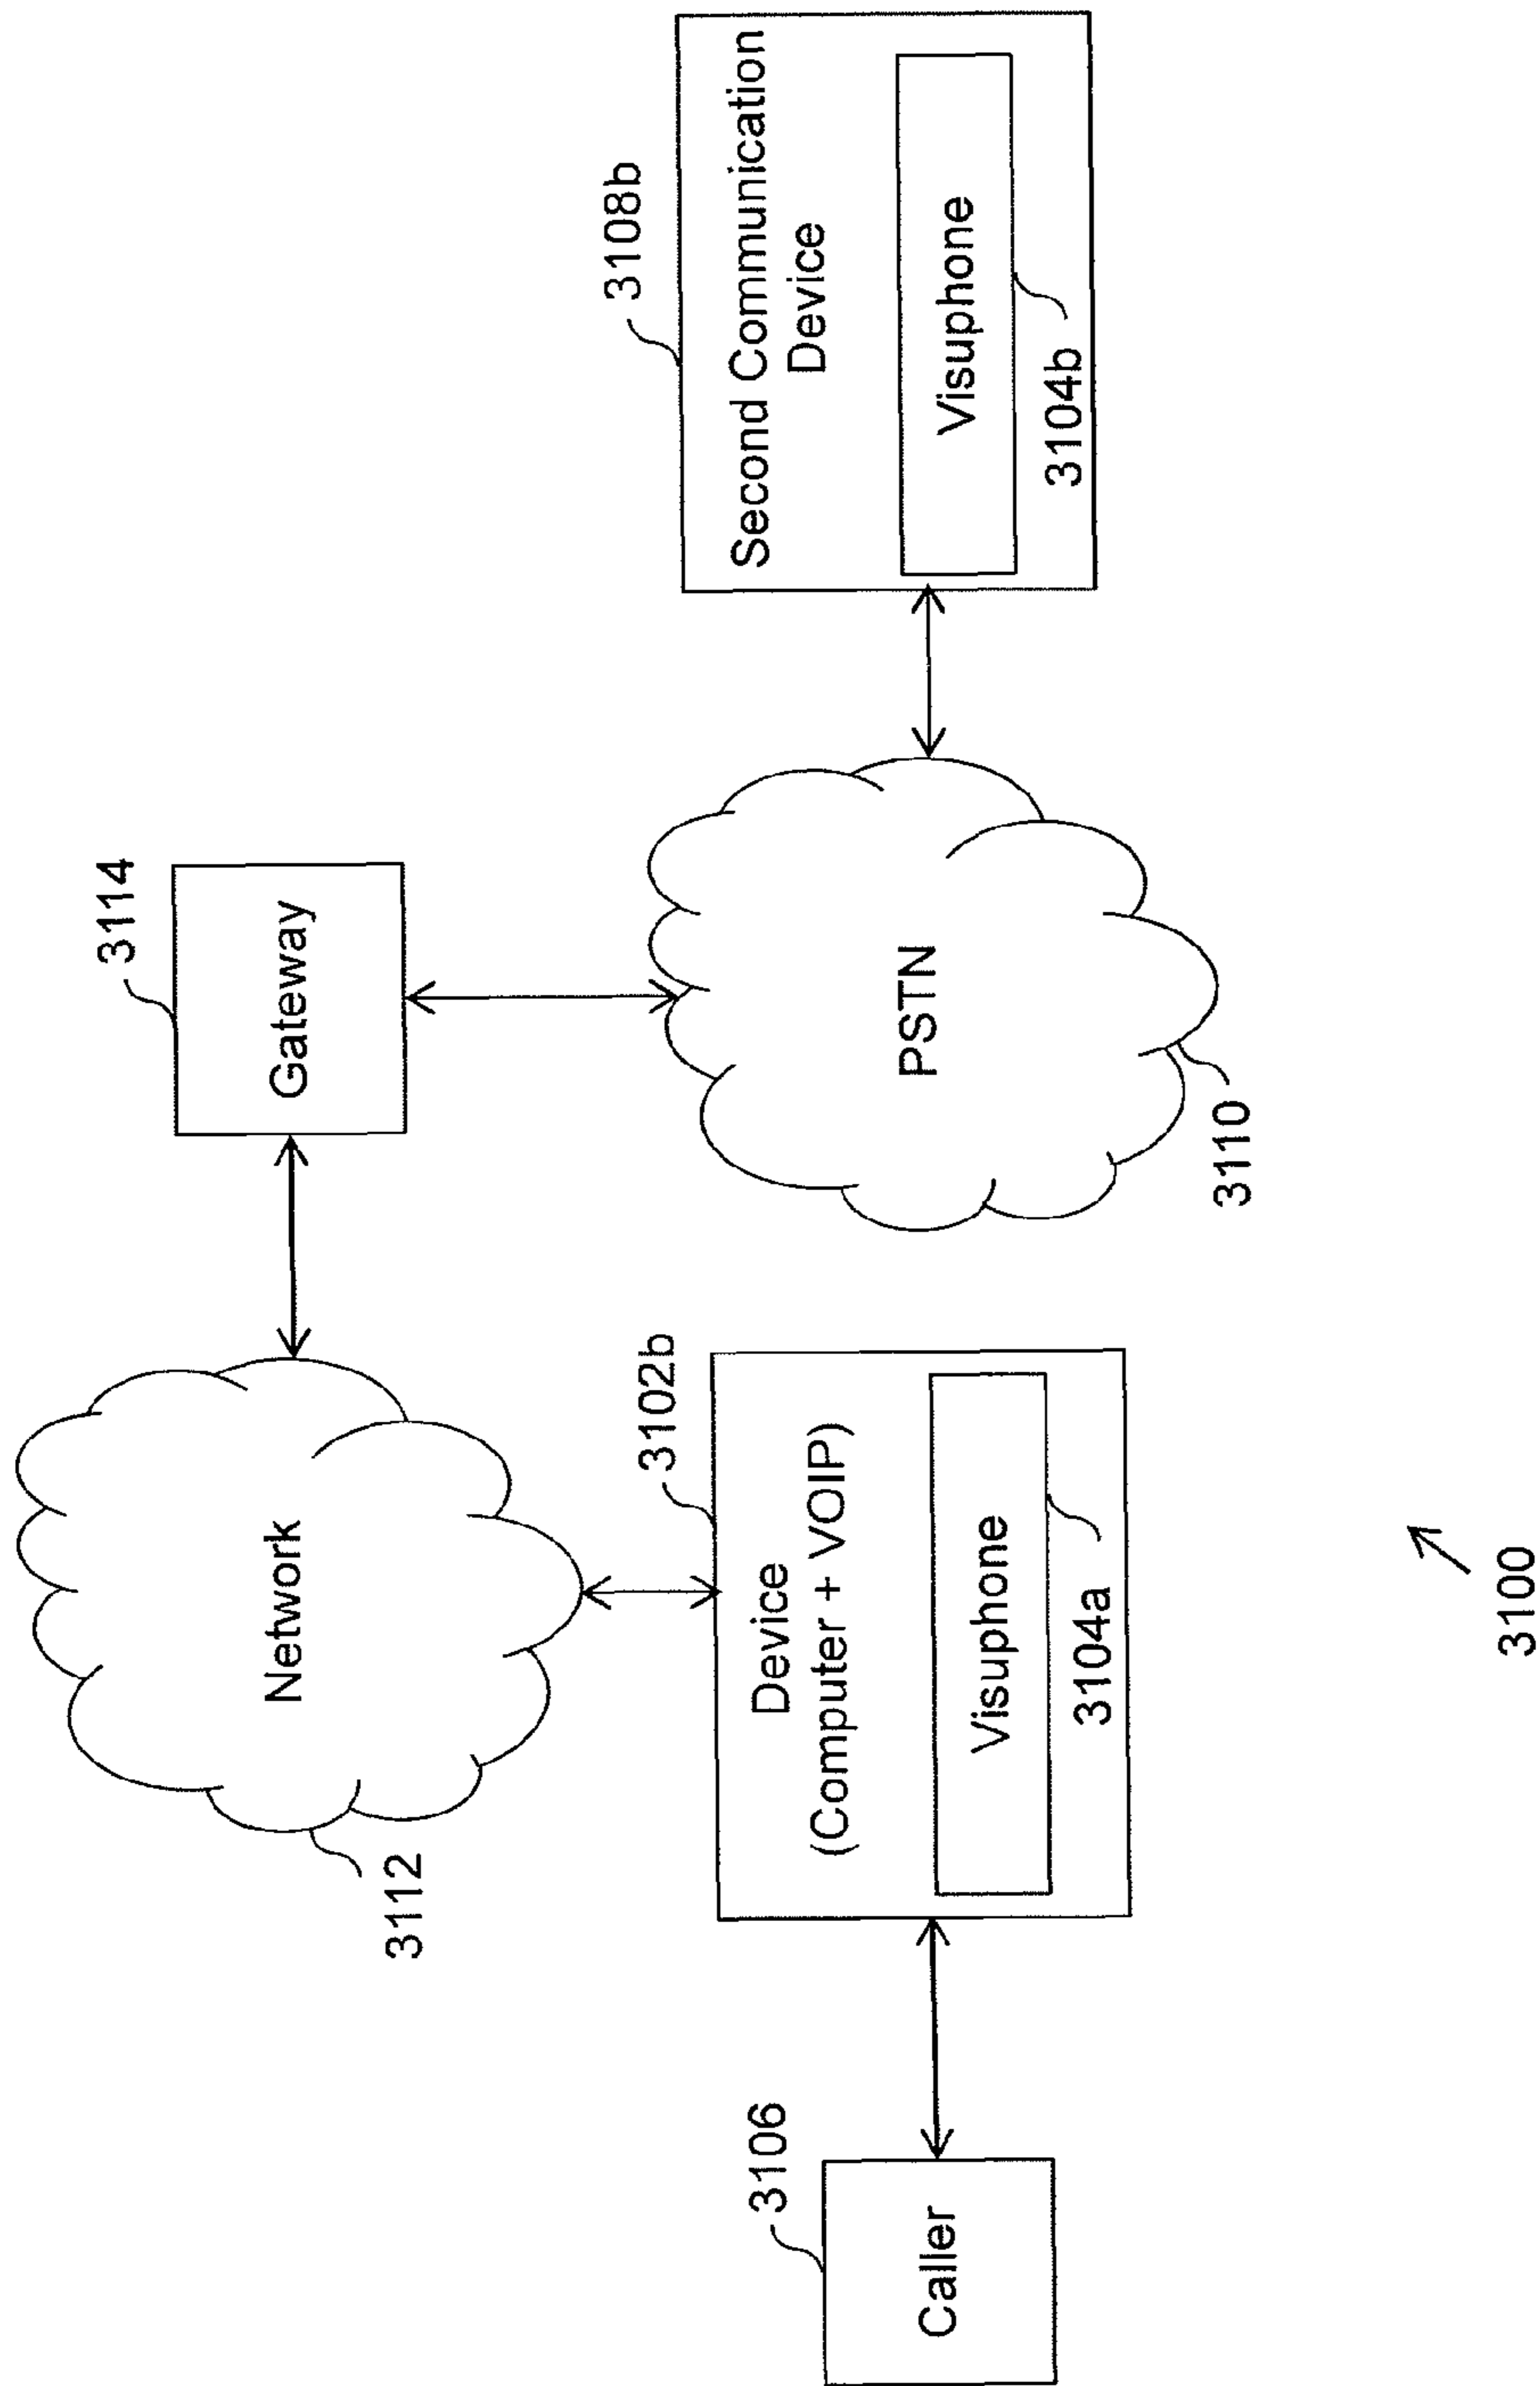 3112
Network
3114
Gateway
3106
Caller
3102b
Device
(Computer + VOIP)
Visuphone
3104a
PSTN
3110
3108b
Second Communication
Device
Visuphone
3104b
3100